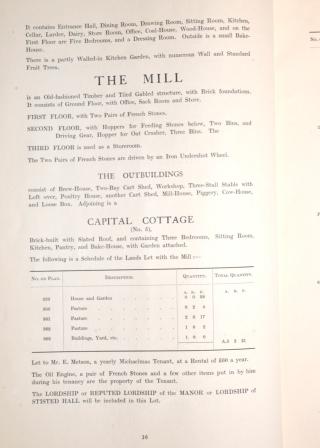 It contains Entrance Hall, Dining Room, Drawing Room, Sitting Room, Kitchen,
Cellar, Larder, Dairy, Store Room, Office, Coal-House, Wood-House, and on the
First Floor are Five Bedrooms, and a Dressing Room. Outside is a small Bake-
House.
There is a partly Walled-in Kitchen Garden, with numerous Wall and Standard
Fruit Trees.
THE MILL
is an Old-fashioned Timber and Tiled Gabled structure, with Brick foundations.
It consists of Ground Floor, with Office, Sack Room and Store.
FIRST FLOOR, with Two Pairs of French Stones.
SECOND FLOOR, with Hoppers for Feeding Stones below, Two Bins, and
Driving Gear, Hopper for Oat Crusher, Three Bins. The
THIRD FLOOR is used as a Storeroom.
The Two Pairs of French Stones are driven by an Iron Undershot Wheel.
THE OUTBUILDINGS
consist of Brew-House, Two-Bay Cart Shed, Workshop, Three-Stall Stable with
Loft over, Poultry House, another Cart Shed, Mill-House, Piggery, Cow-House,
and Loose Box. Adjoining is a
CAPITAL COTTAGE
(No. 5),
Brick-built with Slated Roof, and containing Three Bedrooms, Sitting Room,
Kitchen, Pantry, and Bake-House, with Garden attached.
The following is a Schedule of the Lands Let with the Mill :—
No. on Plan. Description. Quantity. Total Quantity.
A. R. P. A. R. P.
House and Garden
Pasture
Pasture
Pasture
Buildings, Yard, etc.
Let to Mr. E. Metson, a yearly Michaelmas Tenant, at a Rental of per year
The Oil Engine, a pair of French Stones and a few other items put in by him
during his tenancy are the property of the Tenant.
The LORDSHIP or REPUTED LORDSHIP of the MANOR or LORDSHIP of
STISTED HALL will be included in this Lot.
16